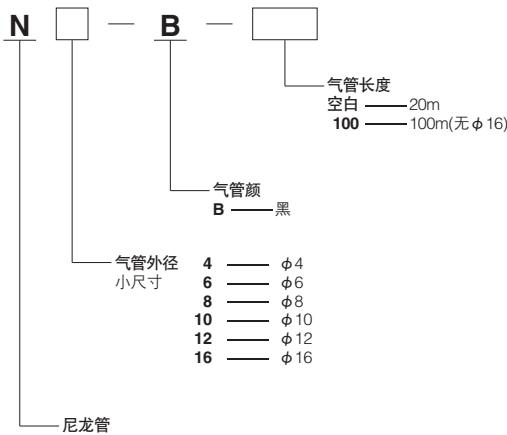 N □ — B — □
气管长度
空白 —— 20m
100 —— 100m(无φ16)
气管颜
B —— 黑
气管外径
小尺寸
4 —— φ4
6 —— φ6
8 —— φ8
10 —— φ10
12 —— φ12
16 —— φ16
尼龙管